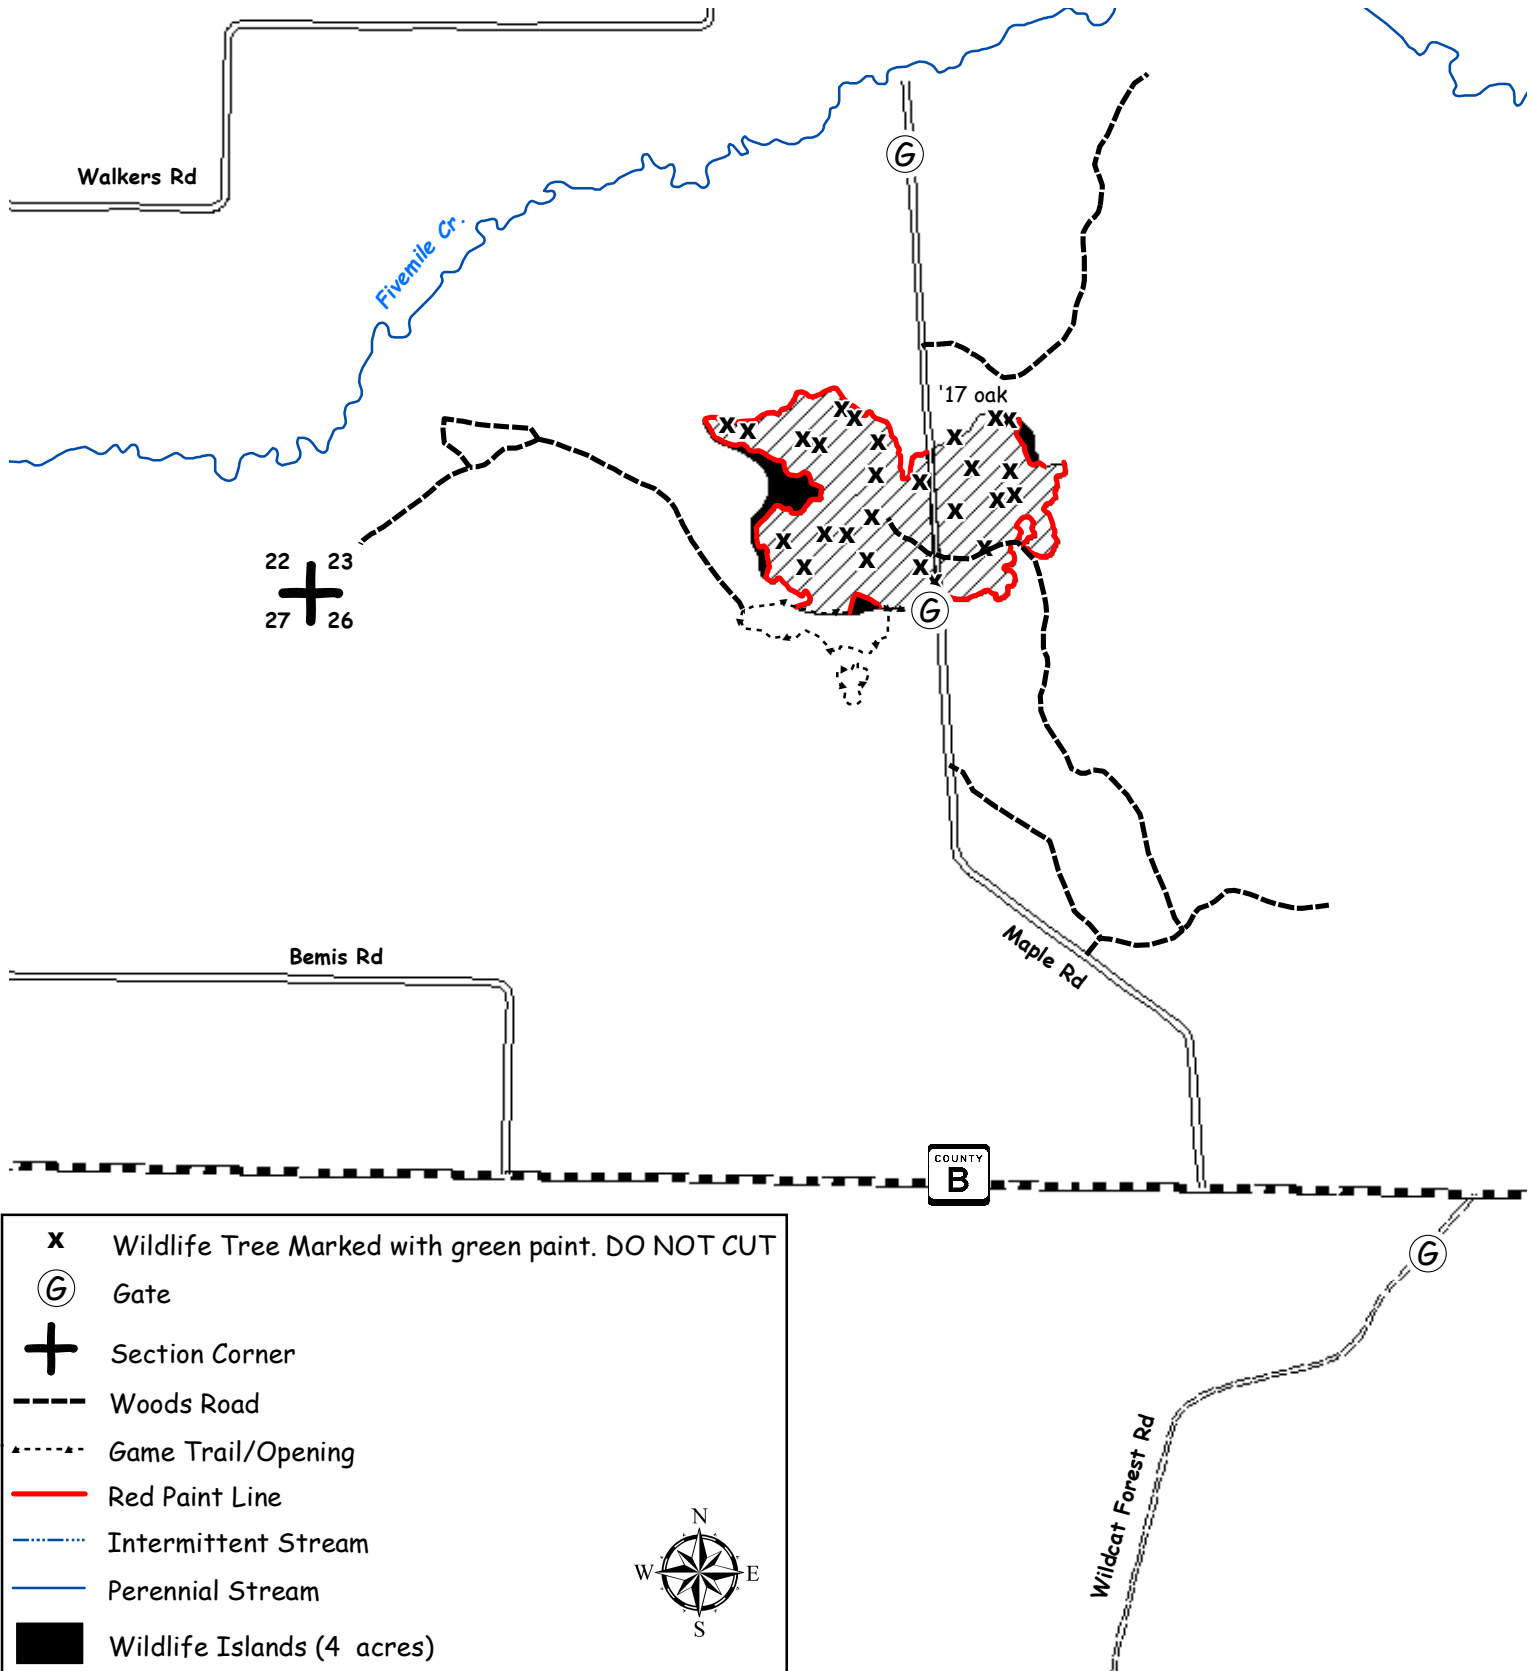 Walkers Rd
Fivemile Cr.
G
'17 oak
22 23
27 26
G
Maple Rd
Bemis Rd
COUNTY
B
G
Wildcat Forest Rd
x Wildlife Tree Marked with green paint. DO NOT CUT
G Gate
Section Corner
Woods Road
Game Trail/Opening
Red Paint Line
Intermittent Stream
Perennial Stream
Wildlife Islands (4 acres)
N
W E
S